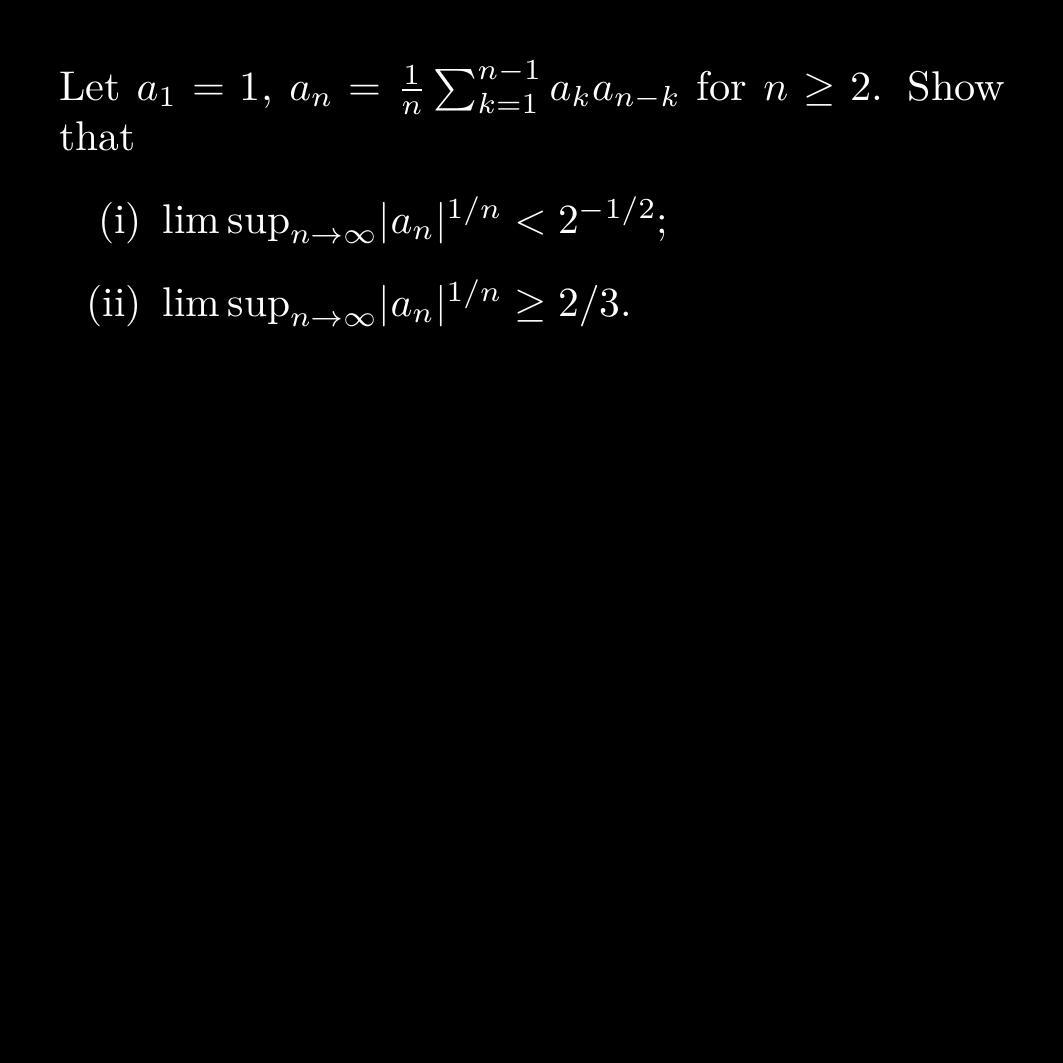 Let $a_1 = 1$, $a_n = \frac{1}{n} \sum_{k=1}^{n-1} a_k a_{n-k}$ for $n \geq 2$. Show
that
(i) $\limsup_{n\to\infty} |a_n|^{1/n} < 2^{-1/2}$;
(ii) $\limsup_{n\to\infty} |a_n|^{1/n} \geq 2/3$.